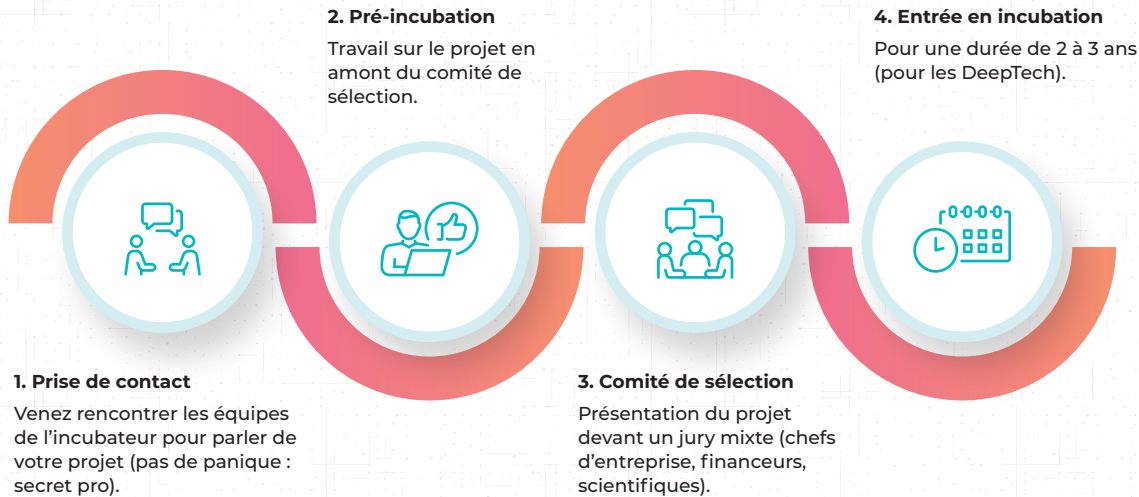 1. Prise de contact
Venez rencontrer les équipes
de l'incubateur pour parler de
votre projet (pas de panique :
secret pro).
2. Pré-incubation
Travail sur le projet en
amont du comité de
sélection.
3. Comité de sélection
Présentation du projet
devant un jury mixte (chefs
d'entreprise, financeurs,
scientifiques).
4. Entrée en incubation
Pour une durée de 2 à 3 ans
(pour les DeepTech).